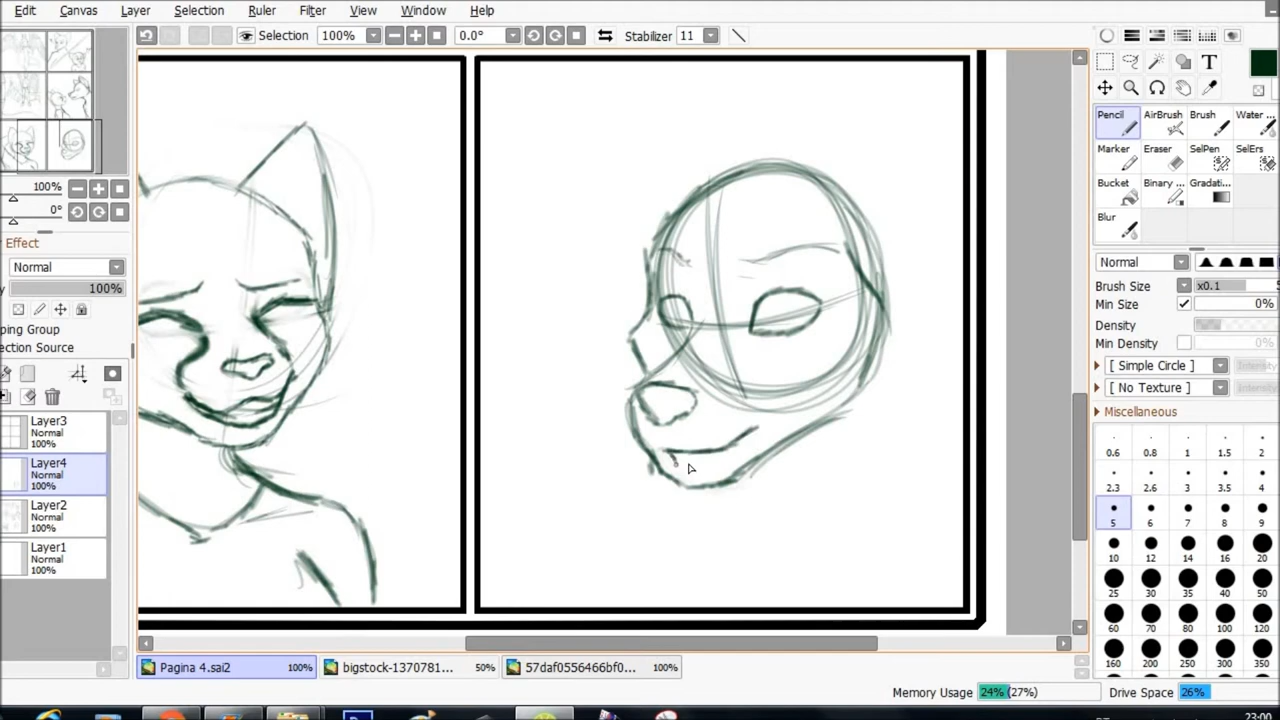 Edit Canvas Layer Selection Ruler Filter View Window Help
Selection 100% 0.0° Stabilizer 11
T
Pencil AirBrush Brush Water ...
Marker Eraser SelPen SelErs
Bucket Binary ... Gradati...
Blur
100%
0°
Effect
Normal
100%
Normal
Brush Size x0.1
Min Size 0%
Density
Min Density 0%
[ Simple Circle ] Intensity
[ No Texture ] Intensity
Miscellaneous
Layer3
Normal
100%
Layer4
Normal
100%
Layer2
Normal
100%
Layer1
Normal
100%
0.6 0.8 1 1.5 2
2.3 2.6 3 3.5 4
5 6 7 8 9
10 12 14 16 20
25 30 35 40 50
60 70 80 100 120
160 200 250 300 350
Pagina 4.sai2 100% bigstock-1370781... 50% 57daf0556466bf0... 100%
Memory Usage 24% (27%) Drive Space 26%
23:00